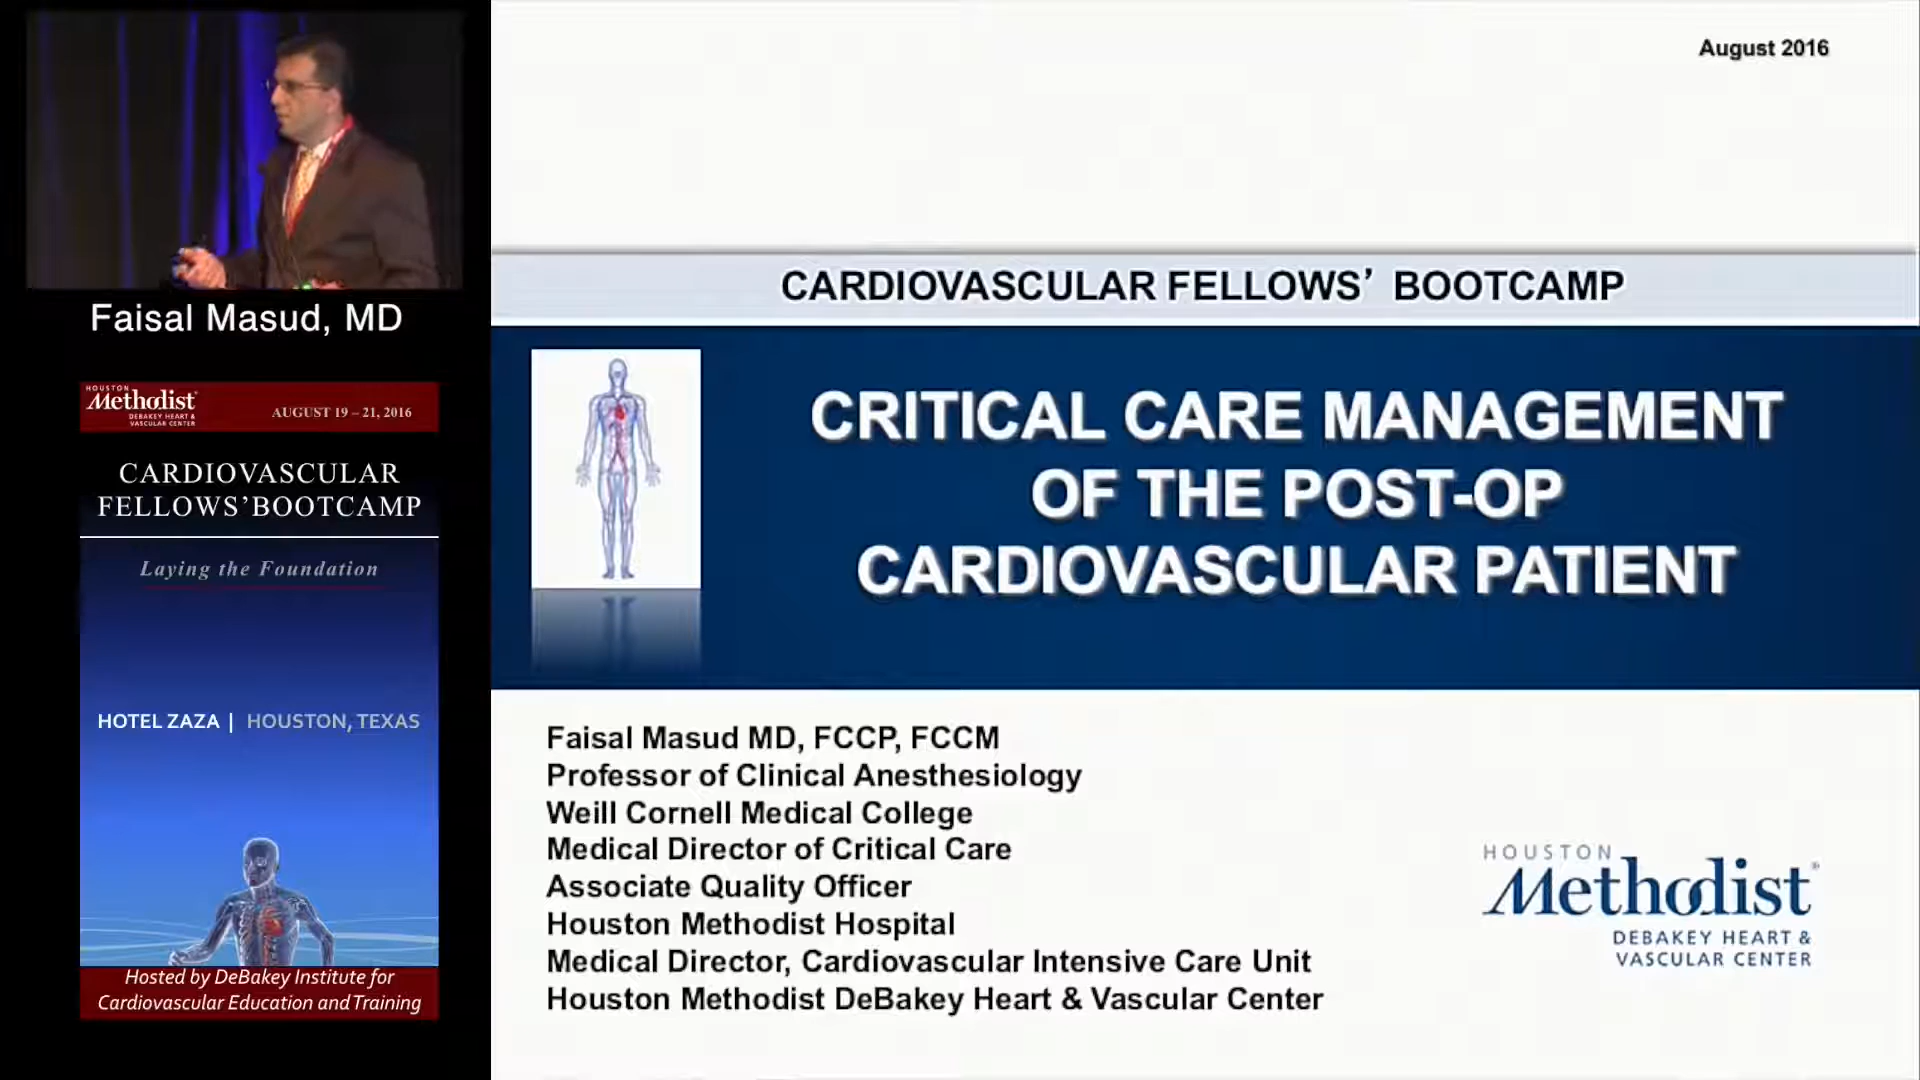 Faisal Masud, MD
HOUSTON
Methodist
DEBAKEY HEART &
VASCULAR CENTER
AUGUST 19 – 21, 2016
CARDIOVASCULAR
FELLOWS’BOOTCAMP
Laying the Foundation
HOTEL ZAZA | HOUSTON, TEXAS
Hosted by DeBakey Institute for
Cardiovascular Education and Training
August 2016
CARDIOVASCULAR FELLOWS’ BOOTCAMP
CRITICAL CARE MANAGEMENT
OF THE POST-OP
CARDIOVASCULAR PATIENT
Faisal Masud MD, FCCP, FCCM
Professor of Clinical Anesthesiology
Weill Cornell Medical College
Medical Director of Critical Care
Associate Quality Officer
Houston Methodist Hospital
Medical Director, Cardiovascular Intensive Care Unit
Houston Methodist DeBakey Heart & Vascular Center
HOUSTON
Methodist®
DEBAKEY HEART &
VASCULAR CENTER